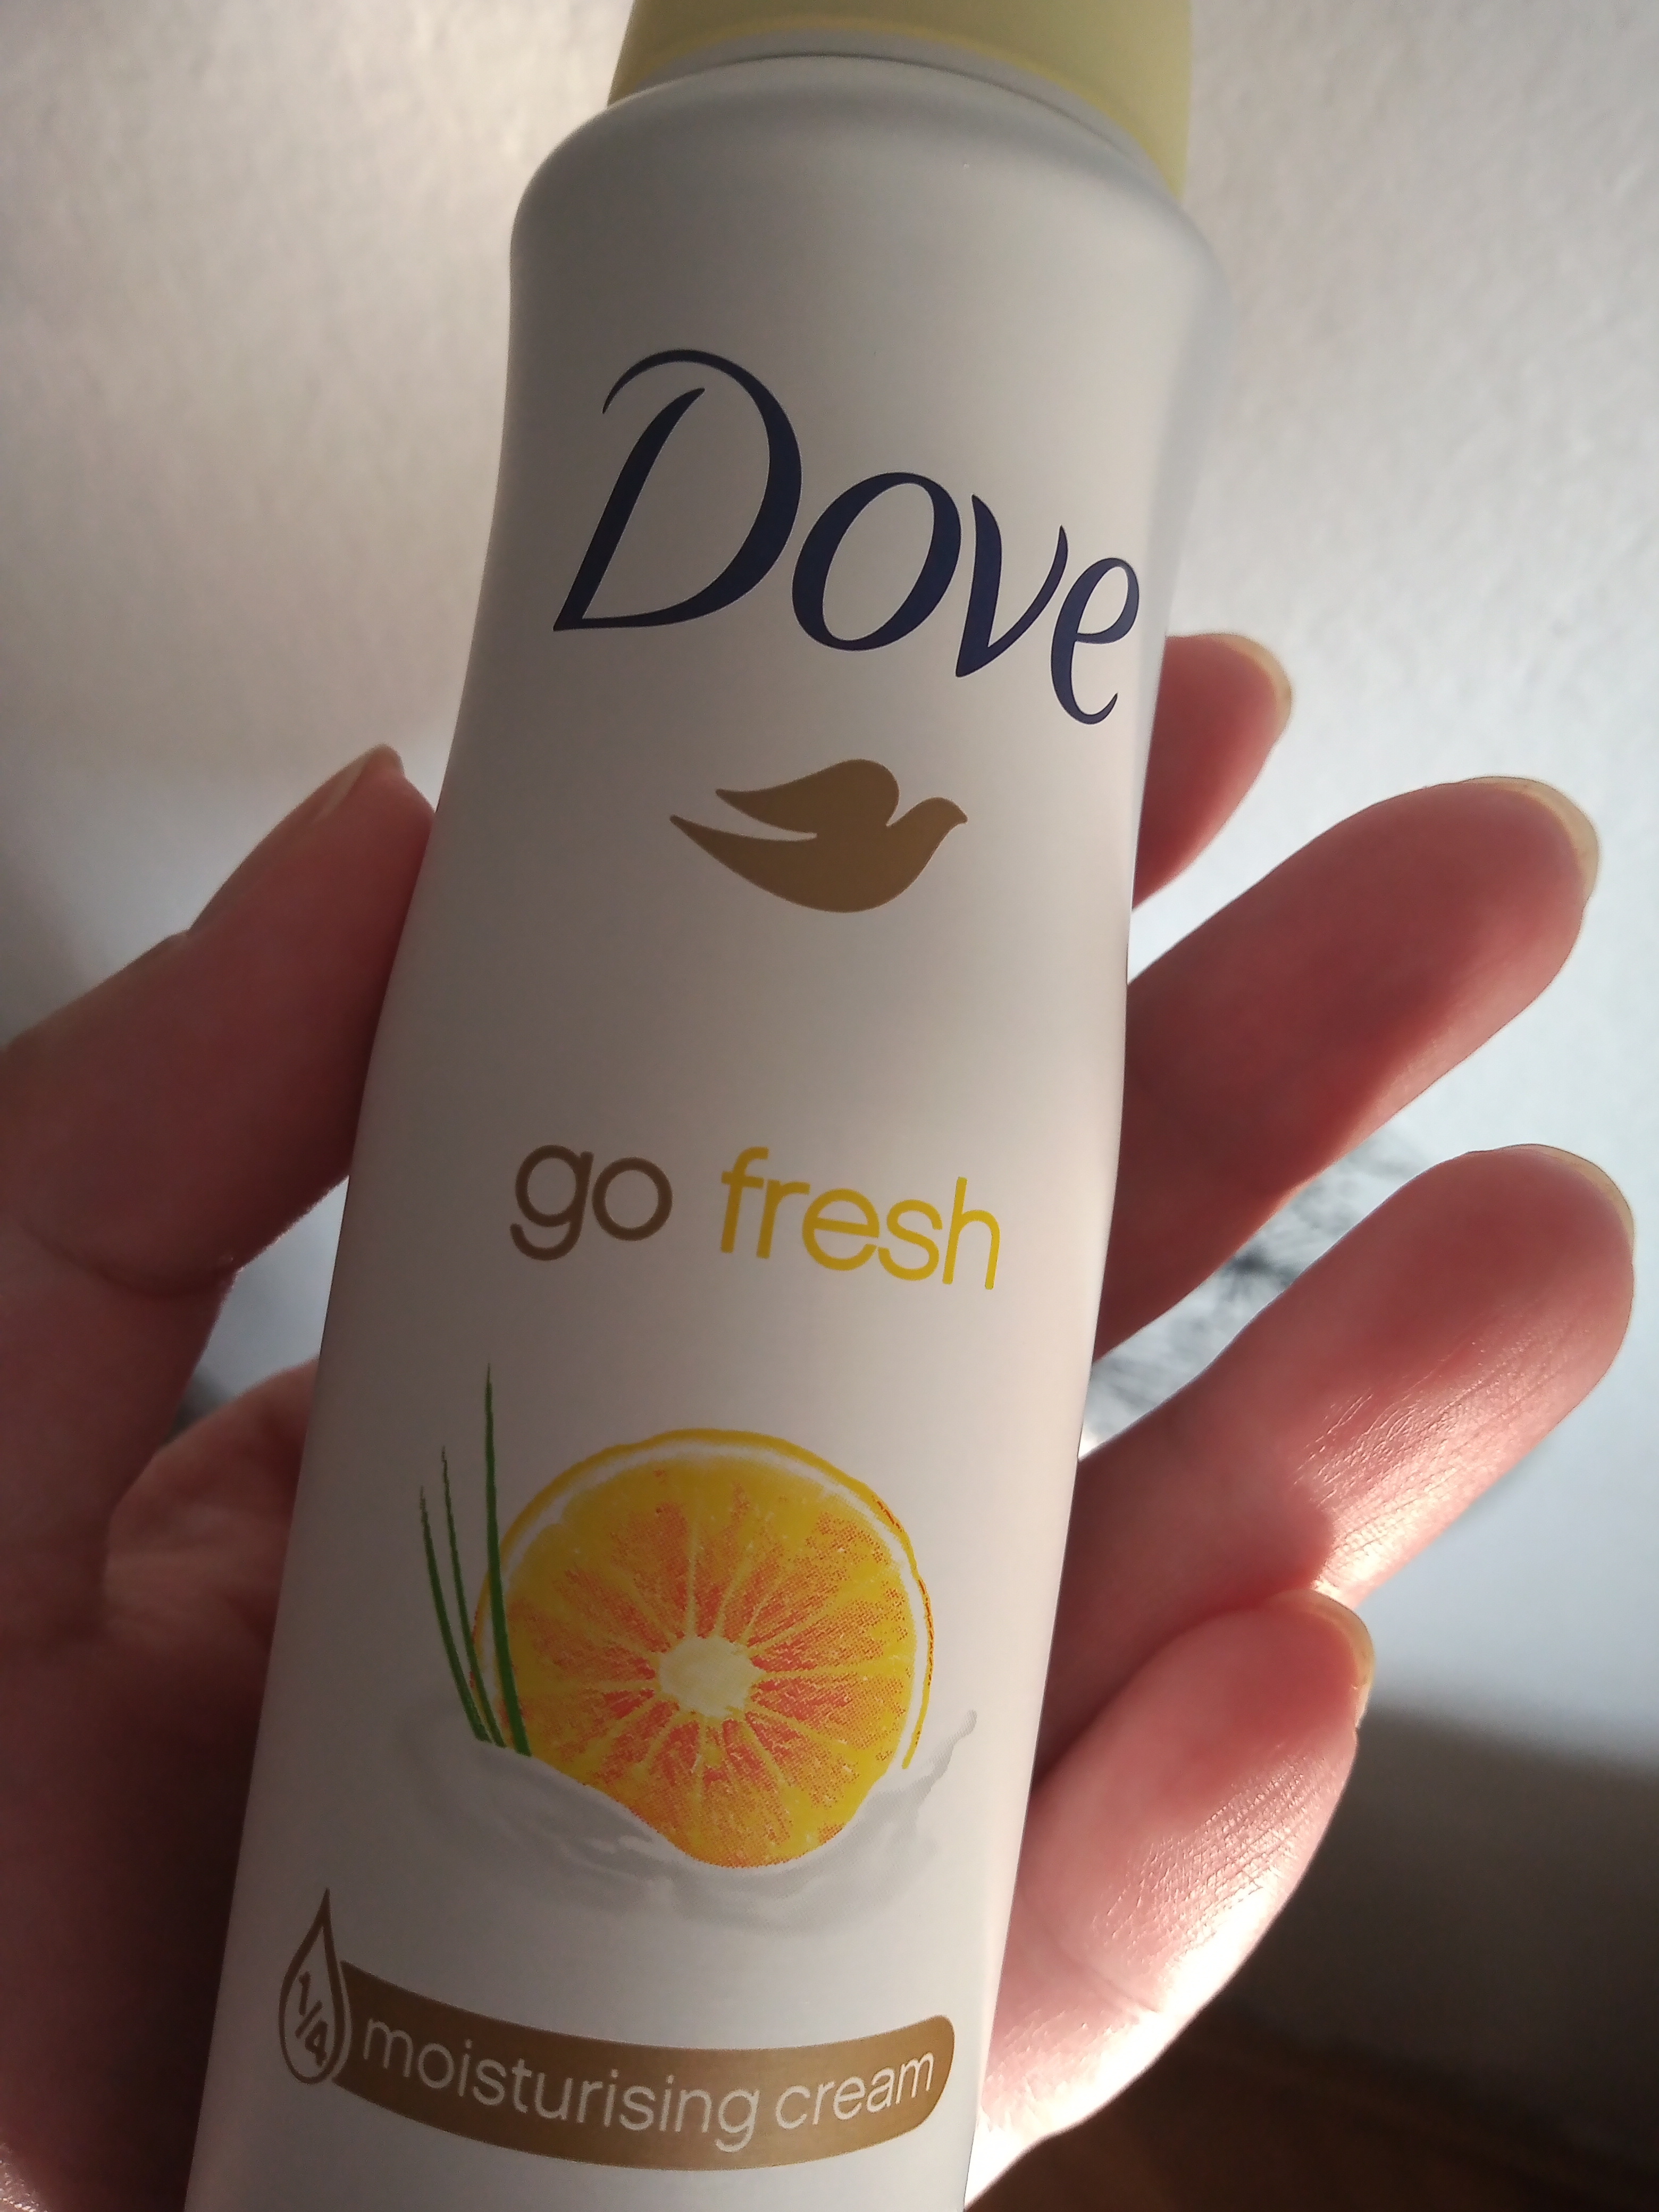 Dove
go fresh
1/4
moisturising cream